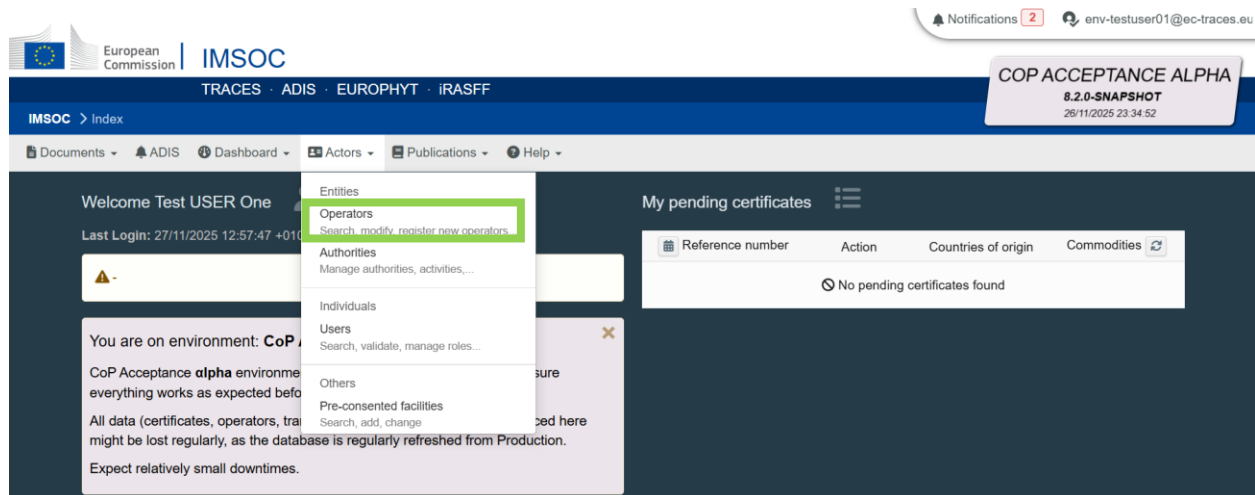 Notifications 2 env-testuser01@ec-traces.eu
European
Commission
IMSOC
COP ACCEPTANCE ALPHA
8.2.0-SNAPSHOT
26/11/2025 23:34:52
TRACES · ADIS · EUROPHYT · iRASFF
IMSOC > Index
Documents ADIS Dashboard Actors Publications Help
Entities
Operators
Search, modify, register new operators
Authorities
Manage authorities, activities,...
Individuals
Users
Search, validate, manage roles...
Others
Pre-consented facilities
Search, add, change
Welcome Test USER One
Last Login: 27/11/2025 12:57:47 +010
-
You are on environment: CoP
CoP Acceptance αlpha environme sure
everything works as expected befo
All data (certificates, operators, tra ced here
might be lost regularly, as the database is regularly refreshed from Production.
Expect relatively small downtimes.
My pending certificates
Reference number Action Countries of origin Commodities
No pending certificates found